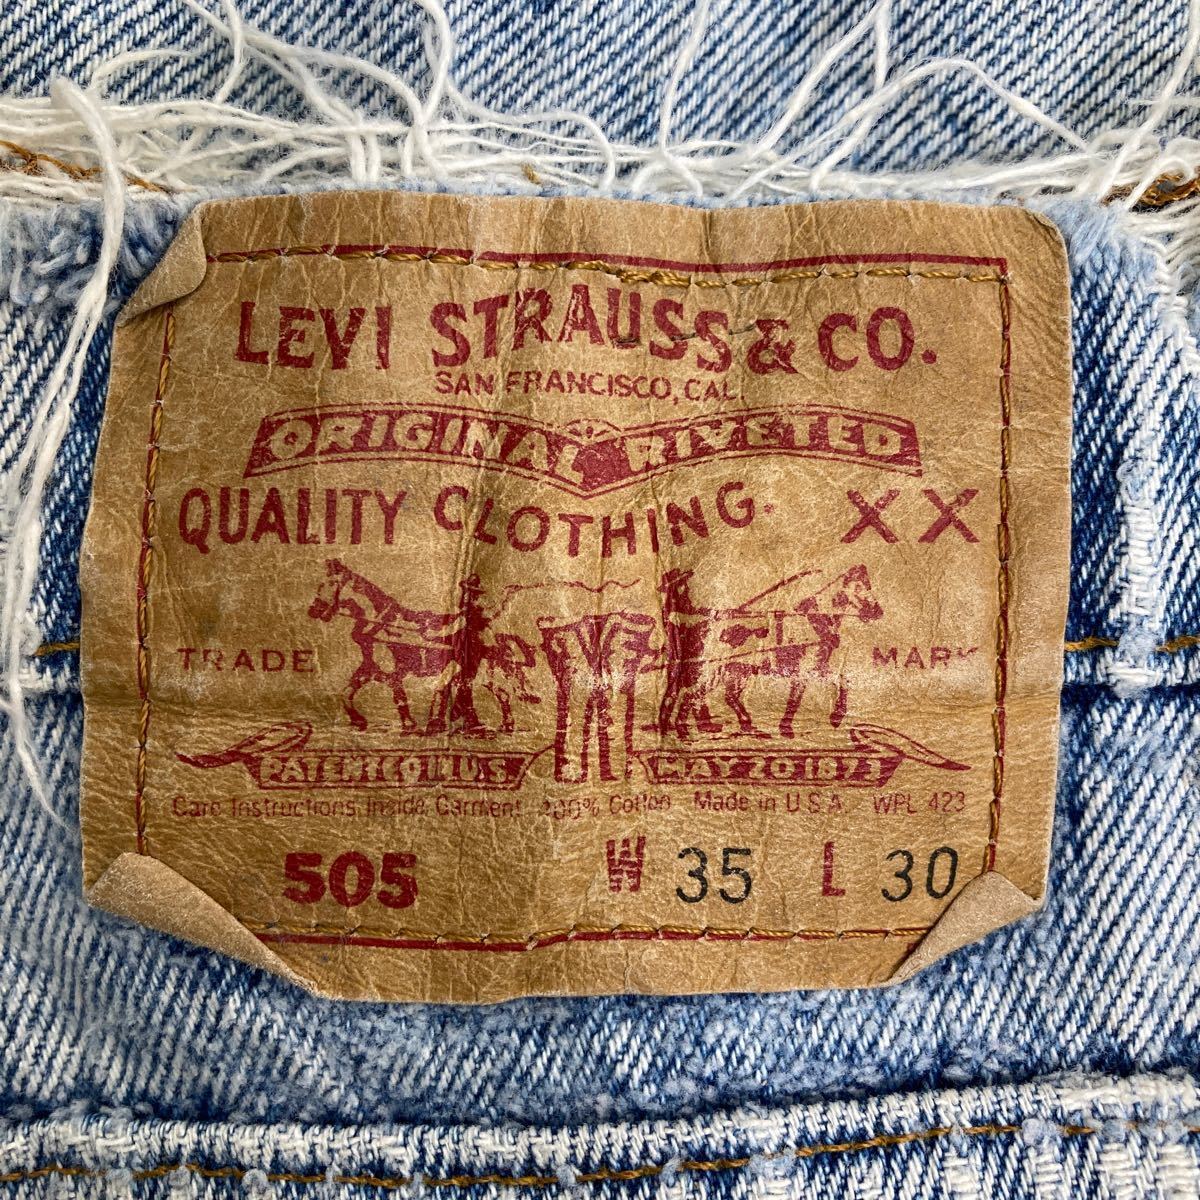 LEVI STRAUSS & CO.
SAN FRANCISCO, CAL.
ORIGINAL RIVETED
QUALITY CLOTHING. XX
TRADE MARK
PATENTED IN U.S. MAY 20 1873
Care Instructions Inside Garment 100% Cotton Made in U.S.A. WPL 423
505 W 35 L 30